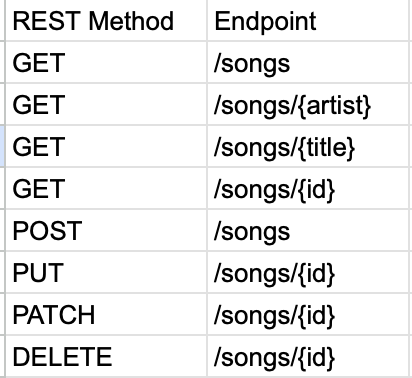 REST Method Endpoint
GET /songs
GET /songs/{artist}
GET /songs/{title}
GET /songs/{id}
POST /songs
PUT /songs/{id}
PATCH /songs/{id}
DELETE /songs/{id}